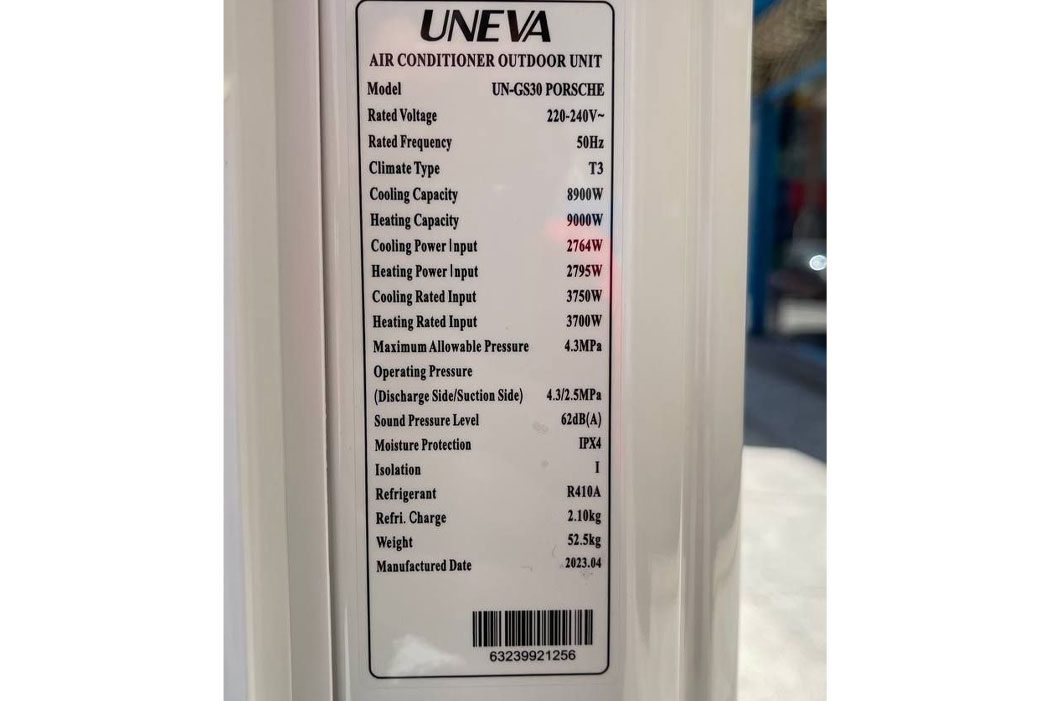 UNEVA
AIR CONDITIONER OUTDOOR UNIT
Model UN-GS30 PORSCHE
Rated Voltage 220-240V~
Rated Frequency 50Hz
Climate Type T3
Cooling Capacity 8900W
Heating Capacity 9000W
Cooling Power Input 2764W
Heating Power Input 2795W
Cooling Rated Input 3750W
Heating Rated Input 3700W
Maximum Allowable Pressure 4.3MPa
Operating Pressure
(Discharge Side/Suction Side) 4.3/2.5MPa
Sound Pressure Level 62dB(A)
Moisture Protection IPX4
Isolation I
Refrigerant R410A
Refri. Charge 2.10kg
Weight 52.5kg
Manufactured Date 2023.04
63239921256